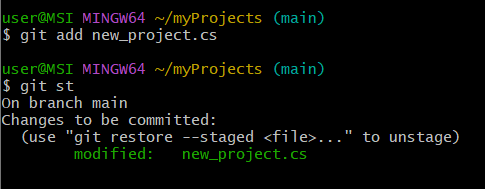 user@MSI MINGW64 ~/myProjects (main)
$ git add new_project.cs
user@MSI MINGW64 ~/myProjects (main)
$ git st
On branch main
Changes to be committed:
  (use "git restore --staged <file>..." to unstage)
        modified:   new_project.cs